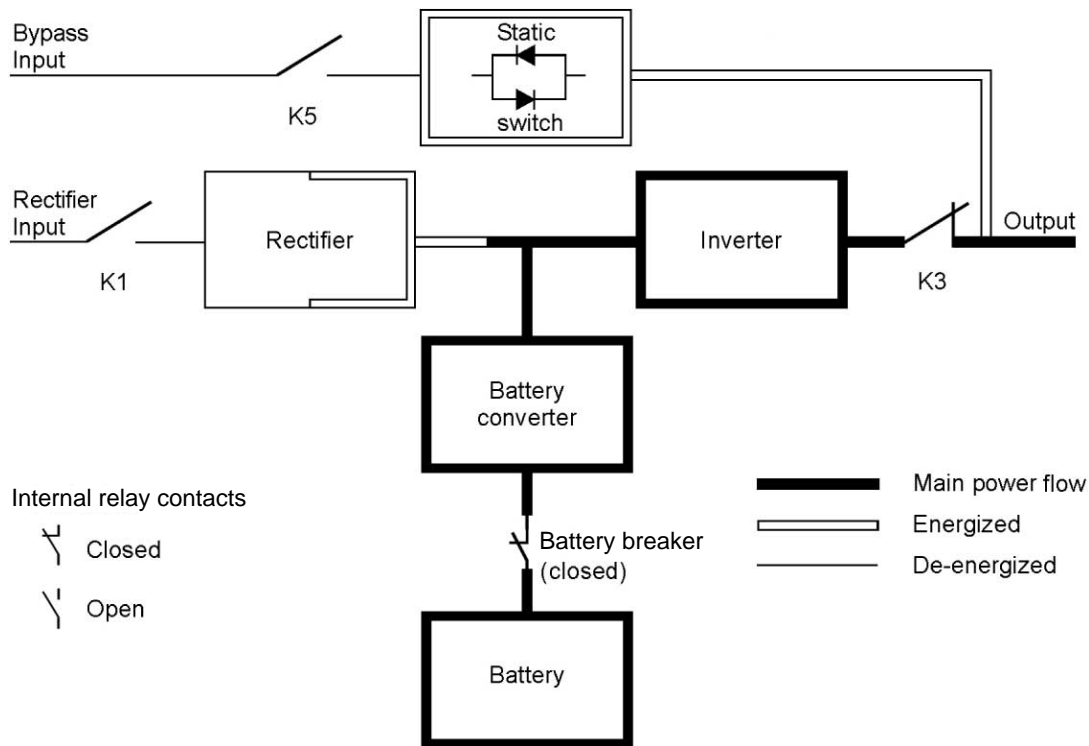 Bypass
Input
Static
switch
K5
Rectifier
Input
Rectifier
Inverter
Output
K1
K3
Battery
converter
Internal relay contacts
Closed
Open
Battery breaker
(closed)
Main power flow
Energized
De-energized
Battery